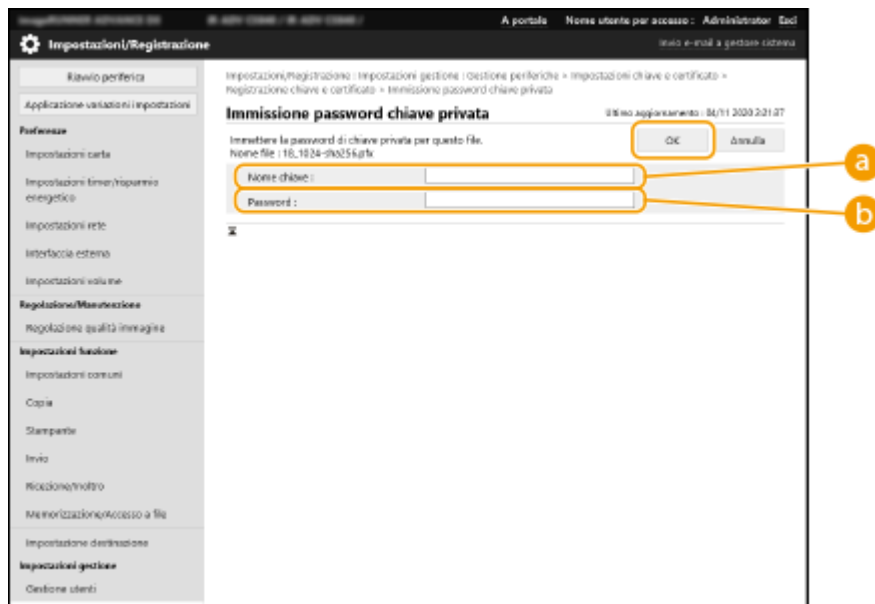 A portale Nome utente per accesso : Administrator Esci
Impostazioni/Registrazione
Invio e-mail a gestore sistema
Riavvio periferica
Applicazione variazioni impostazioni
Preferenze
Impostazioni carta
Impostazioni timer/risparmio
energetico
Impostazioni rete
Interfaccia esterna
Impostazioni volume
Regolazione/Manutenzione
Regolazione qualità immagine
Impostazioni funzione
Impostazioni comuni
Copia
Stampante
Invio
Ricezione/Inoltro
Memorizzazione/Accesso a file
Impostazione destinazione
Impostazioni gestione
Gestione utenti
Impostazioni/Registrazione : Impostazioni gestione : Gestione periferiche > Impostazioni chiave e certificato >
Registrazione chiave e certificato > Immissione password chiave privata
Immissione password chiave privata
Ultimo aggiornamento : 04/11 2020 3:21:37
Immettere la password di chiave privata per questo file.
Nome file : 18_1024-sha256.pfx
OK
Annulla
Nome chiave :
a
Password :
b